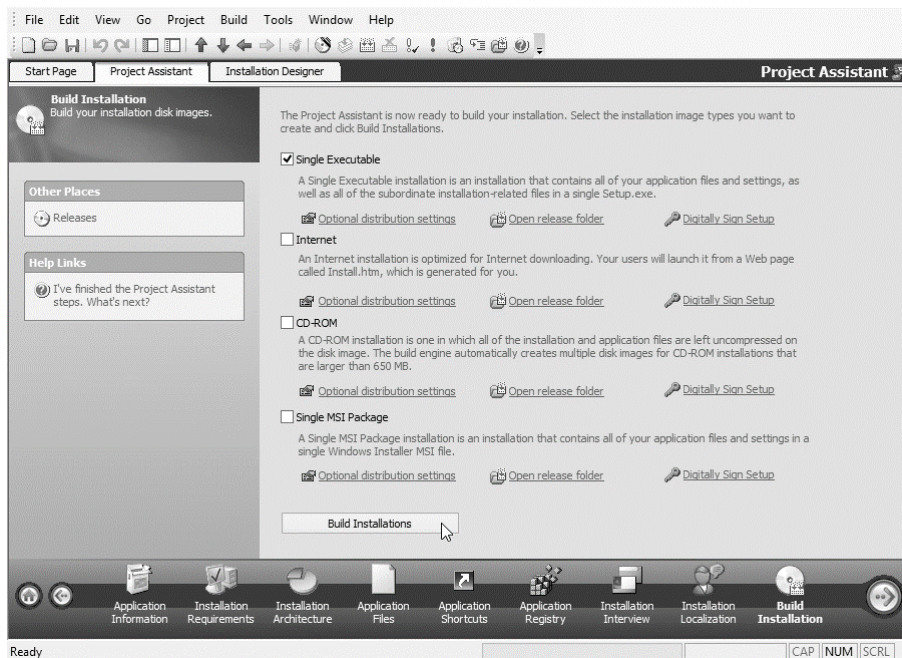 File Edit View Go Project Build Tools Window Help
Start Page Project Assistant Installation Designer Project Assistant
Build Installation
Build your installation disk images.
Other Places
Releases
Help Links
I've finished the Project Assistant
steps. What's next?
The Project Assistant is now ready to build your installation. Select the installation image types you want to
create and click Build Installations.
Single Executable
A Single Executable installation is an installation that contains all of your application files and settings, as
well as all of the subordinate installation-related files in a single Setup.exe.
Optional distribution settings Open release folder Digitally Sign Setup
Internet
An Internet installation is optimized for Internet downloading. Your users will launch it from a Web page
called Install.htm, which is generated for you.
Optional distribution settings Open release folder Digitally Sign Setup
CD-ROM
A CD-ROM installation is one in which all of the installation and application files are left uncompressed on
the disk image. The build engine automatically creates multiple disk images for CD-ROM installations that
are larger than 650 MB.
Optional distribution settings Open release folder Digitally Sign Setup
Single MSI Package
A Single MSI Package installation is an installation that contains all of your application files and settings in a
single Windows Installer MSI file.
Optional distribution settings Open release folder Digitally Sign Setup
Build Installations
Application Information
Installation Requirements
Installation Architecture
Application Files
Application Shortcuts
Application Registry
Installation Interview
Installation Localization
Build Installation
Ready CAP NUM SCRL